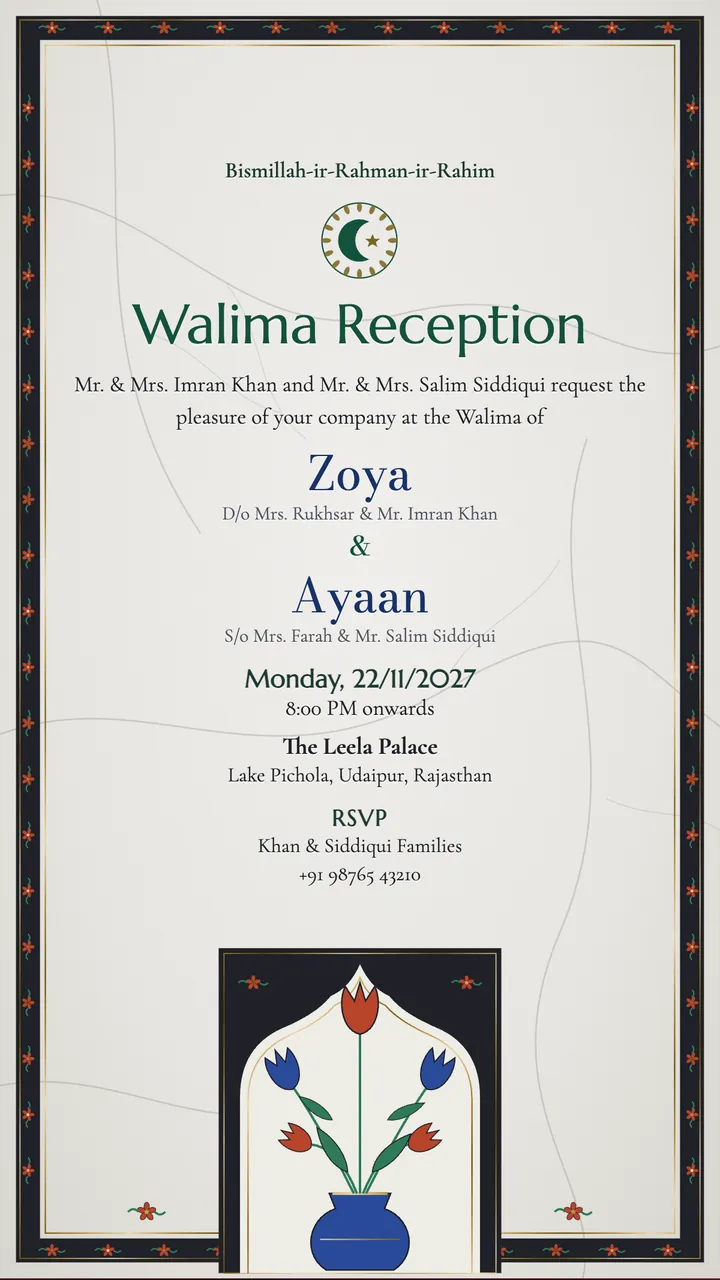 Bismillah-ir-Rahman-ir-Rahim
Walima Reception
Mr. & Mrs. Imran Khan and Mr. & Mrs. Salim Siddiqui request the
pleasure of your company at the Walima of
Zoya
D/o Mrs. Rukhsar & Mr. Imran Khan
&
Ayaan
S/o Mrs. Farah & Mr. Salim Siddiqui
Monday, 22/11/2027
8:00 PM onwards
The Leela Palace
Lake Pichola, Udaipur, Rajasthan
RSVP
Khan & Siddiqui Families
+91 98765 43210